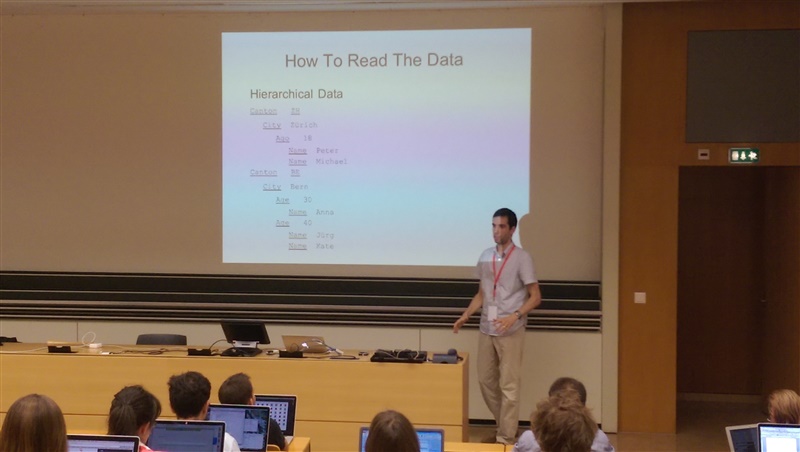 How To Read The Data
Hierarchical Data
Canton ZH
City Zürich
Age 18
Name Peter
Name Michael
Canton BE
City Bern
Age 30
Name Anna
Age 40
Name Jürg
Name Pete